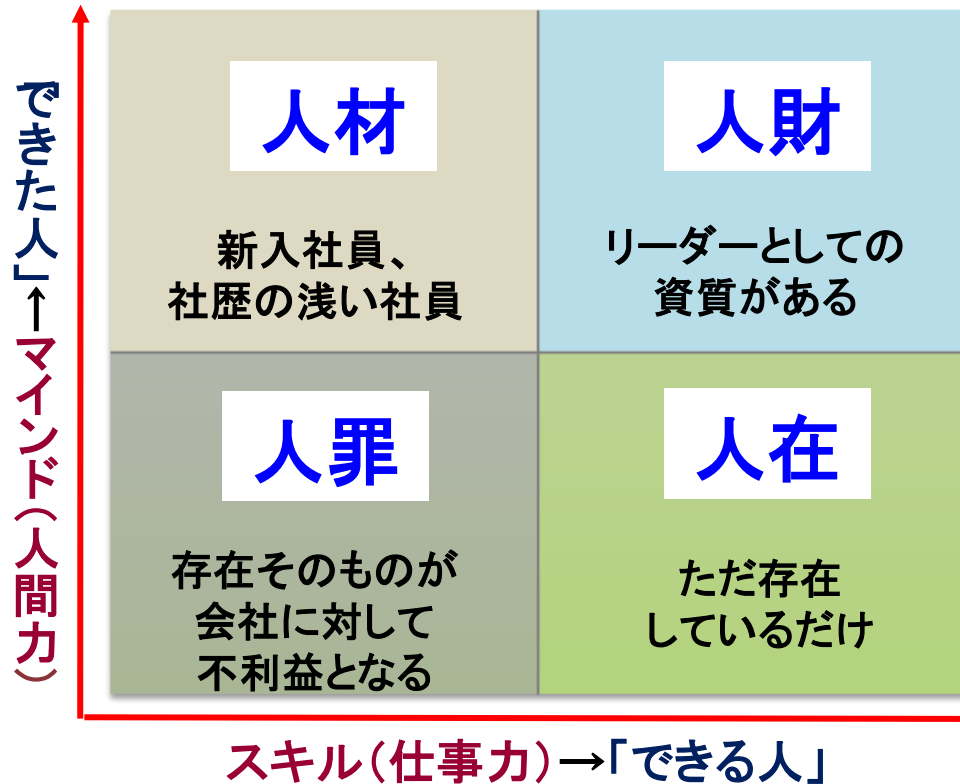 人材
新入社員、
社歴の浅い社員
人財
リーダーとしての
資質がある
人罪
存在そのものが
会社に対して
不利益となる
人在
ただ存在
しているだけ
マインド(人間力)→できた人」
スキル(仕事力)→「できる人」